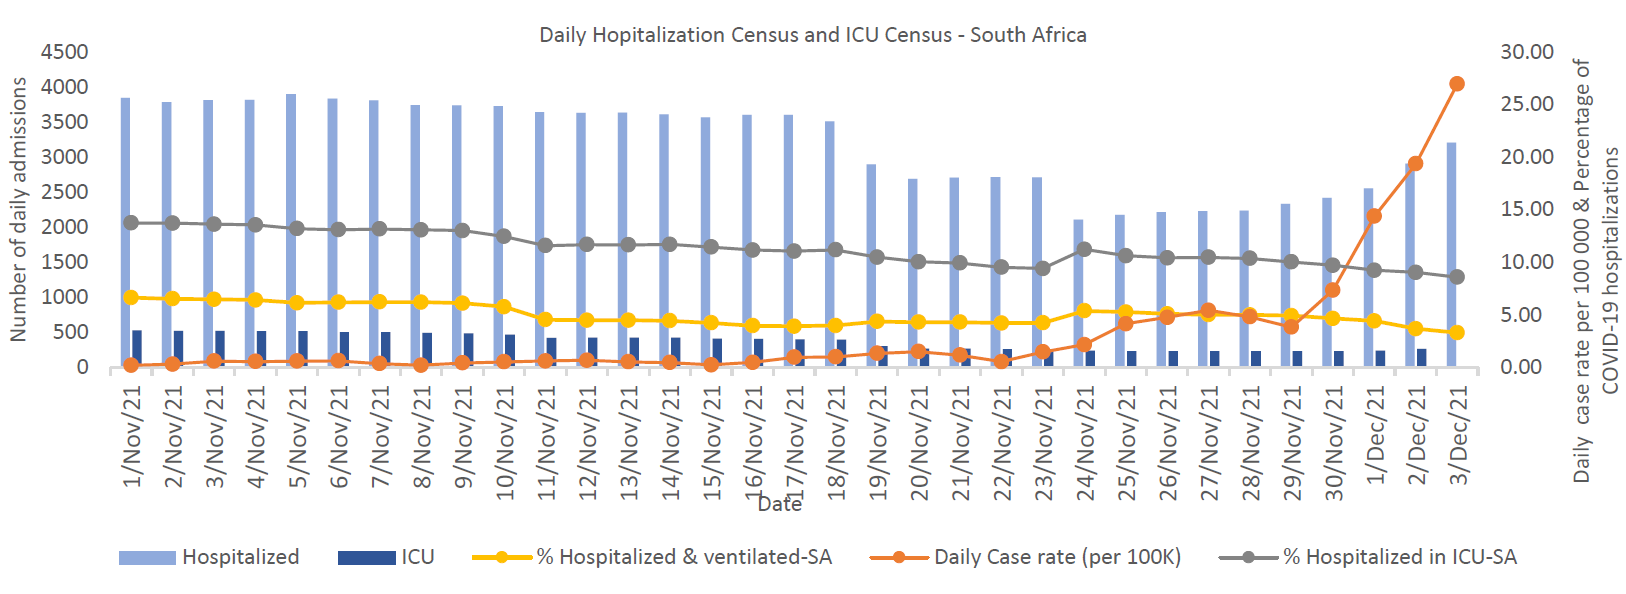 Daily Hopitalization Census and ICU Census - South Africa
Number of daily admissions
4500
4000
3500
3000
2500
2000
1500
1000
500
0
30.00
25.00
20.00
15.00
10.00
5.00
0.00
Daily case rate per 100 000 & Percentage of
COVID-19 hospitalizations
1/Nov/21
2/Nov/21
3/Nov/21
4/Nov/21
5/Nov/21
6/Nov/21
7/Nov/21
8/Nov/21
9/Nov/21
10/Nov/21
11/Nov/21
12/Nov/21
13/Nov/21
14/Nov/21
15/Nov/21
16/Nov/21
17/Nov/21
18/Nov/21
19/Nov/21
20/Nov/21
21/Nov/21
22/Nov/21
23/Nov/21
24/Nov/21
25/Nov/21
26/Nov/21
27/Nov/21
28/Nov/21
29/Nov/21
30/Nov/21
1/Dec/21
2/Dec/21
3/Dec/21
Date
Hospitalized
ICU
% Hospitalized & ventilated-SA
Daily Case rate (per 100K)
% Hospitalized in ICU-SA